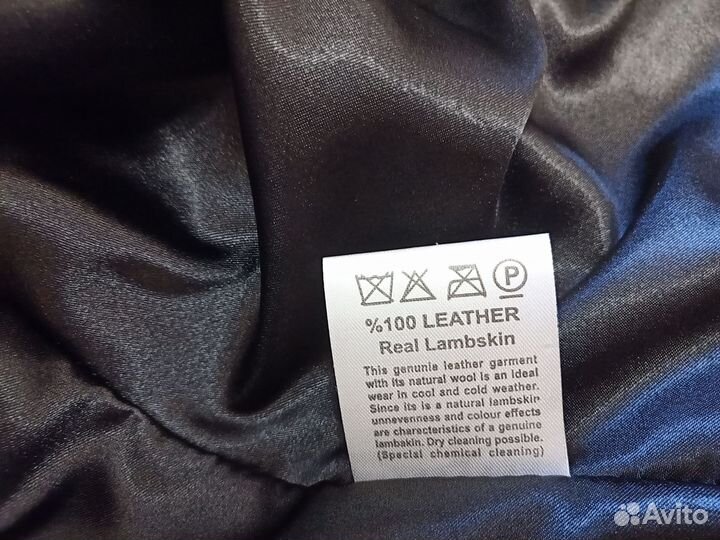 P
%100 LEATHER
Real Lambskin
This genunie leather garment
with its natural wool is an ideal
wear in cool and cold weather.
Since its is a natural lambskin
unnevenness and colour effects
are characteristics of a genuine
lambakin. Dry cleaning possible.
(Special chemical cleaning)
Avito